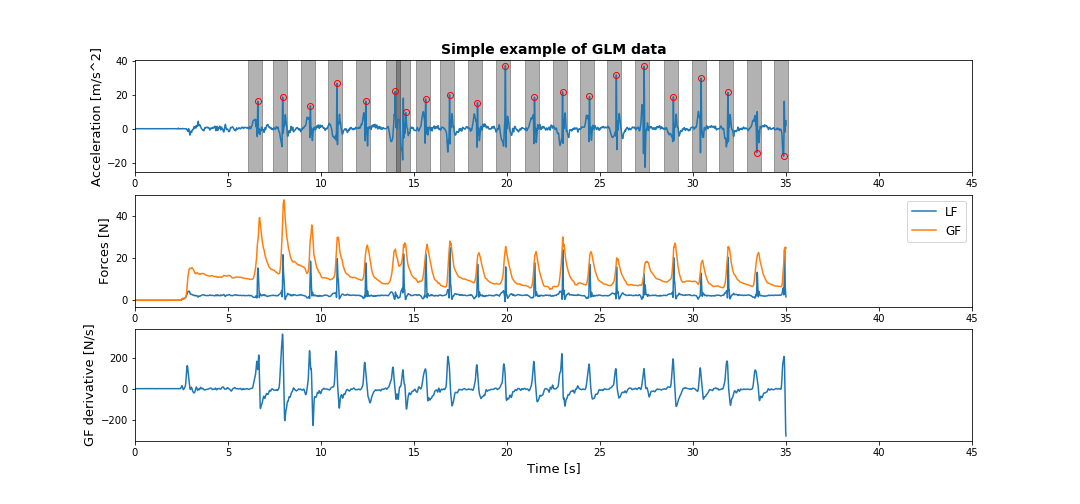 Simple example of GLM data
Acceleration [m/s^2]
40
20
0
−20
0 5 10 15 20 25 30 35 40 45
Forces [N]
40
20
0
LF
GF
0 5 10 15 20 25 30 35 40 45
GF derivative [N/s]
200
0
−200
0 5 10 15 20 25 30 35 40 45
Time [s]